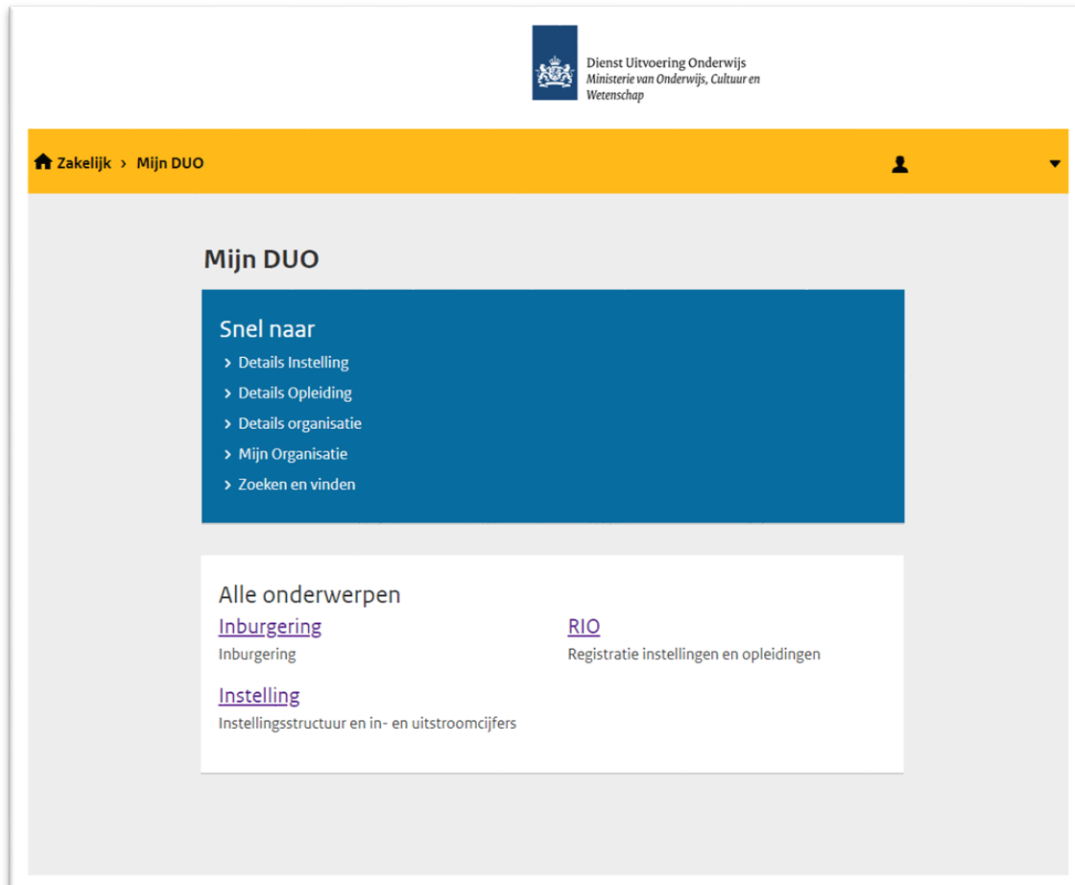 Dienst Uitvoering Onderwijs
Ministerie van Onderwijs, Cultuur en
Wetenschap
Zakelijk › Mijn DUO
Mijn DUO
Snel naar
› Details Instelling
› Details Opleiding
› Details organisatie
› Mijn Organisatie
› Zoeken en vinden
Alle onderwerpen
Inburgering
Inburgering
RIO
Registratie instellingen en opleidingen
Instelling
Instellingsstructuur en in- en uitstroomcijfers